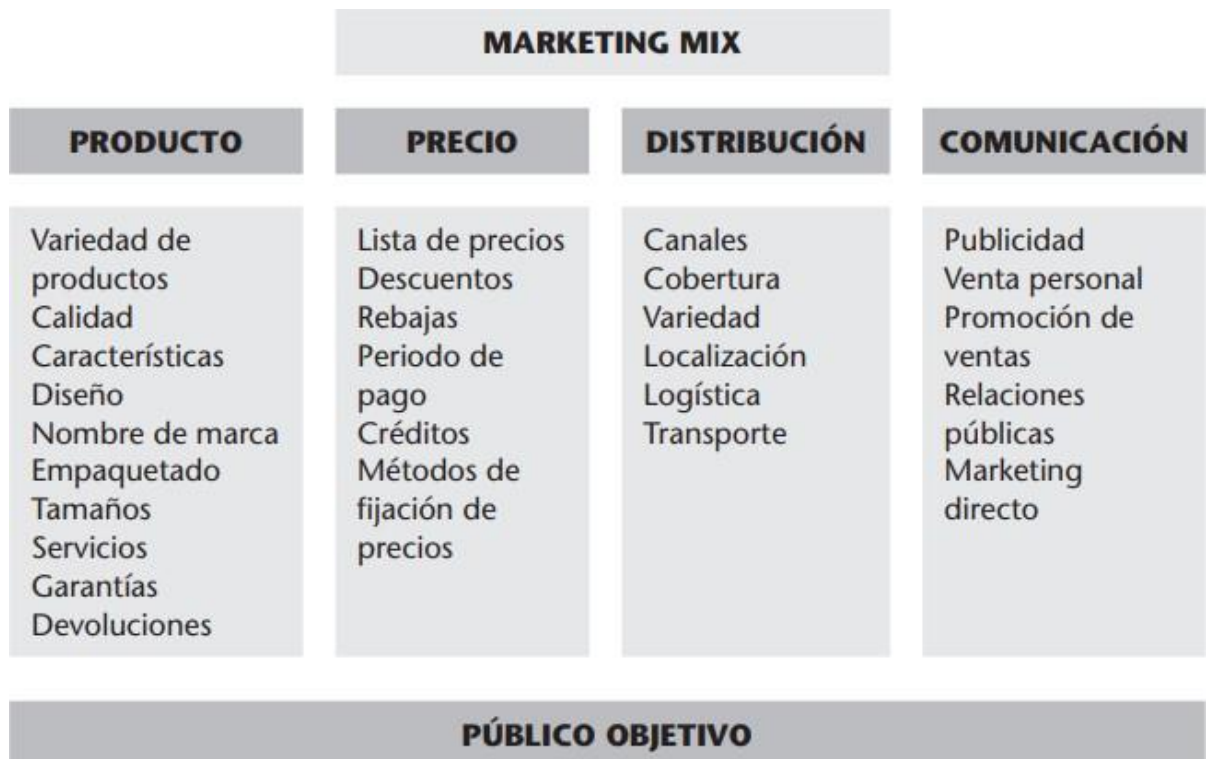 MARKETING MIX
PRODUCTO
PRECIO
DISTRIBUCIÓN
COMUNICACIÓN
Variedad de
productos
Calidad
Características
Diseño
Nombre de marca
Empaquetado
Tamaños
Servicios
Garantías
Devoluciones
Lista de precios
Descuentos
Rebajas
Periodo de
pago
Créditos
Métodos de
fijación de
precios
Canales
Cobertura
Variedad
Localización
Logística
Transporte
Publicidad
Venta personal
Promoción de
ventas
Relaciones
públicas
Marketing
directo
PÚBLICO OBJETIVO